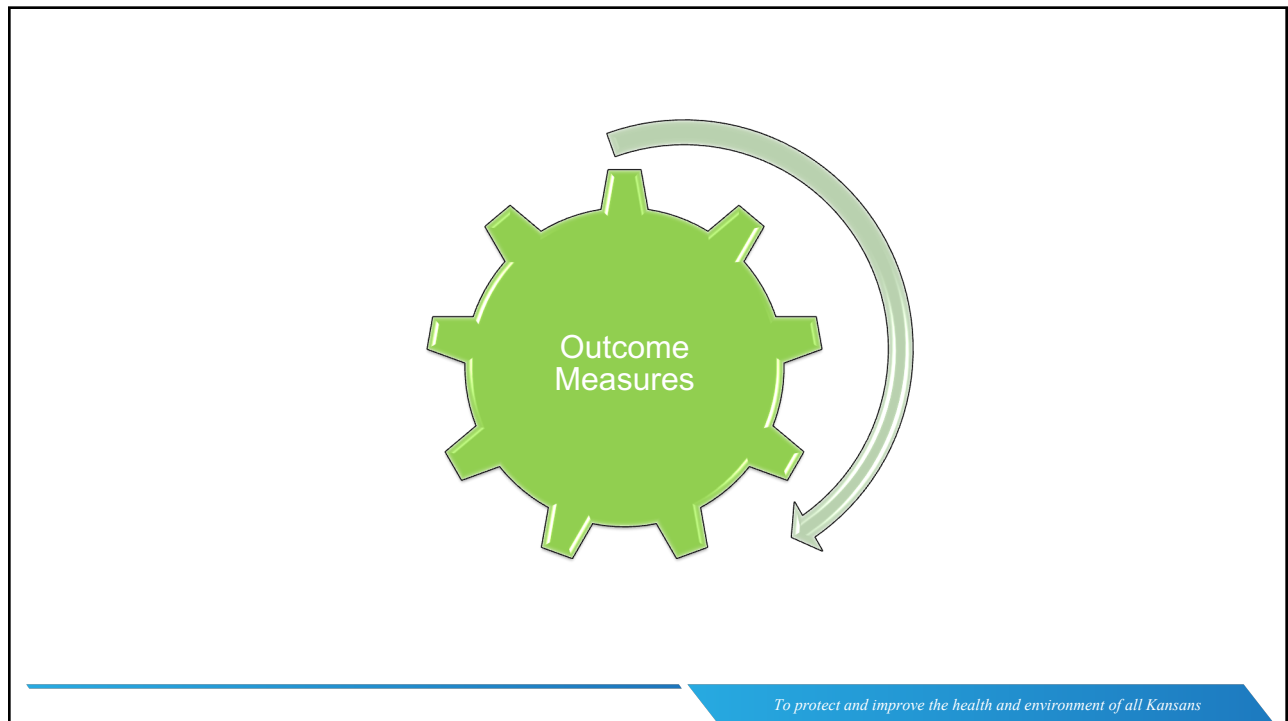 Outcome
Measures
To protect and improve the health and environment of all Kansans